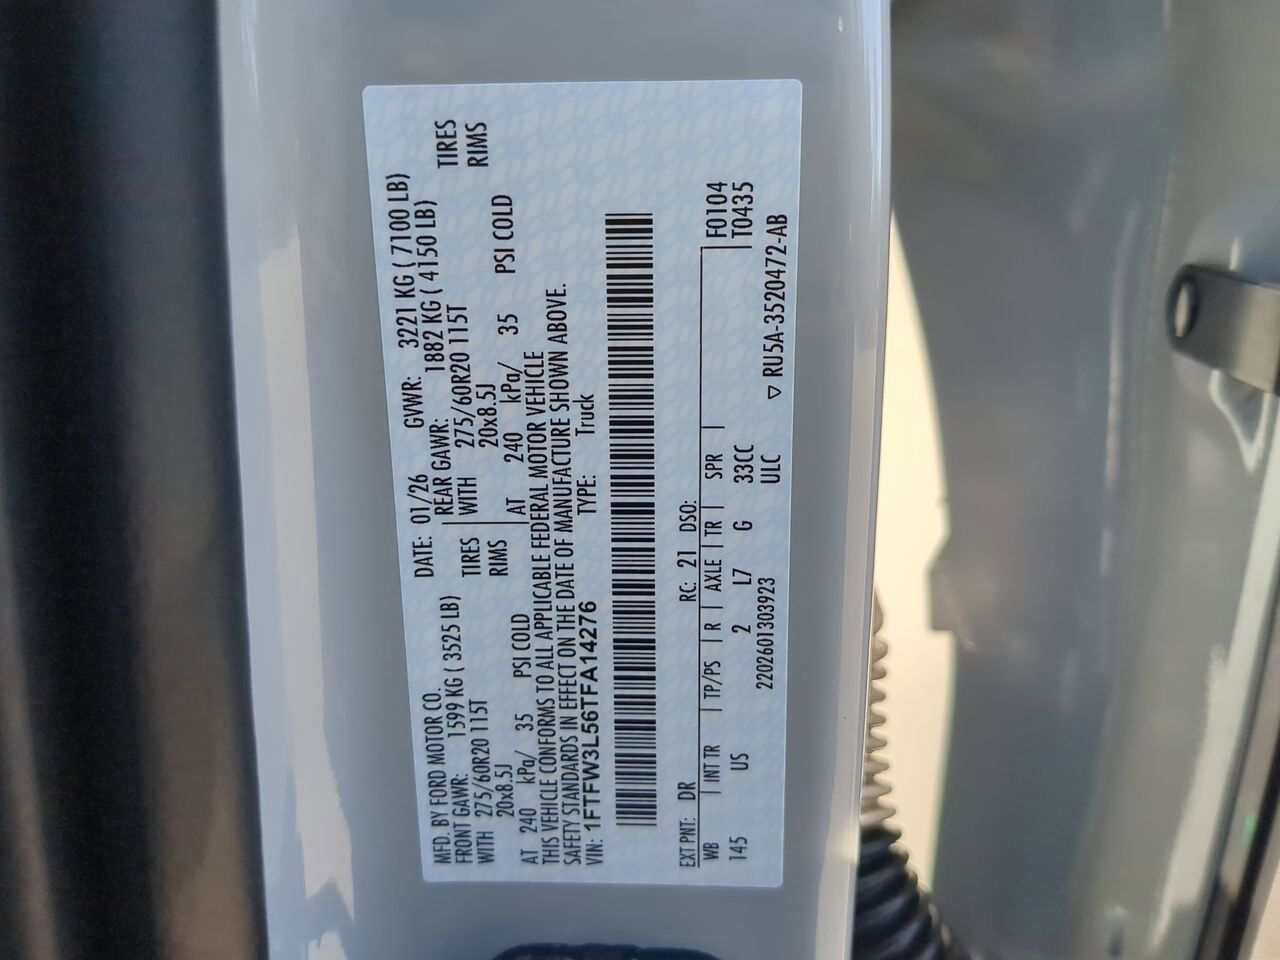 MFD. BY FORD MOTOR CO. DATE: 01/26 GVWR: 3221 KG ( 7100 LB)
FRONT GAWR: 1599 KG ( 3525 LB) REAR GAWR: 1882 KG ( 4150 LB)
WITH 275/60R20 115T TIRES WITH 275/60R20 115T TIRES
20x8.5J RIMS 20x8.5J RIMS
AT 240 kPa/ 35 PSI COLD AT 240 kPa/ 35 PSI COLD
THIS VEHICLE CONFORMS TO ALL APPLICABLE FEDERAL MOTOR VEHICLE
SAFETY STANDARDS IN EFFECT ON THE DATE OF MANUFACTURE SHOWN ABOVE.
VIN: 1FTFW3L56TFA14276 TYPE: Truck
EXT PNT: DR RC: 21 DSO:
WB INT TR TP/PS R AXLE TR SPR F0104
145 US 2 L7 G 33CC T0435
2202601303923 ULC
▽ RU5A-3520472-AB